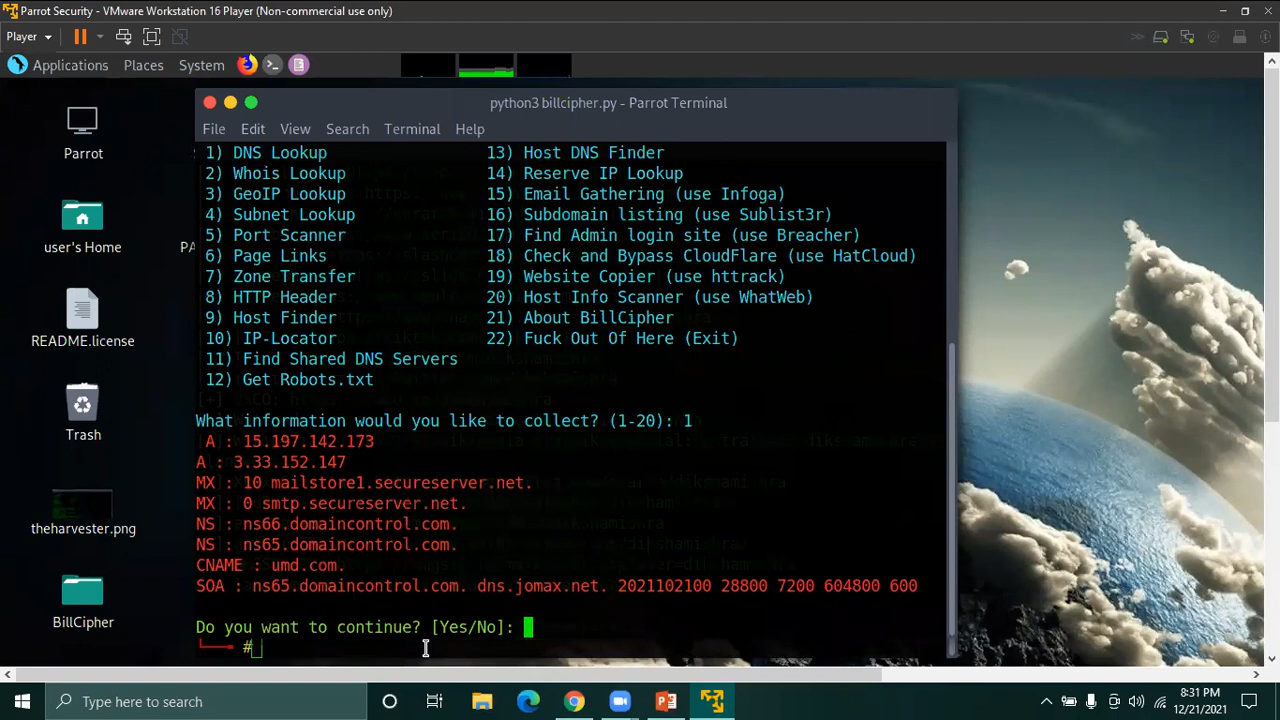 Parrot Security - VMware Workstation 16 Player (Non-commercial use only)
Player
Applications Places System
python3 billcipher.py - Parrot Terminal
File Edit View Search Terminal Help
Parrot
user's Home
README.license
Trash
theharvester.png
BillCipher
1) DNS Lookup 13) Host DNS Finder
2) Whois Lookup 14) Reserve IP Lookup
3) GeoIP Lookup 15) Email Gathering (use Infoga)
4) Subnet Lookup 16) Subdomain listing (use Sublist3r)
5) Port Scanner 17) Find Admin login site (use Breacher)
6) Page Links 18) Check and Bypass CloudFlare (use HatCloud)
7) Zone Transfer 19) Website Copier (use httrack)
8) HTTP Header 20) Host Info Scanner (use WhatWeb)
9) Host Finder 21) About BillCipher
10) IP-Locator 22) Fuck Out Of Here (Exit)
11) Find Shared DNS Servers
12) Get Robots.txt
What information would you like to collect? (1-20): 1
A : 15.197.142.173
A : 3.33.152.147
MX : 10 mailstore1.secureserver.net.
MX : 0 smtp.secureserver.net.
NS : ns66.domaincontrol.com.
NS : ns65.domaincontrol.com.
CNAME : umd.com.
SOA : ns65.domaincontrol.com. dns.jomax.net. 2021102100 28800 7200 604800 600
Do you want to continue? [Yes/No]:
#
Type here to search
8:31 PM
12/21/2021